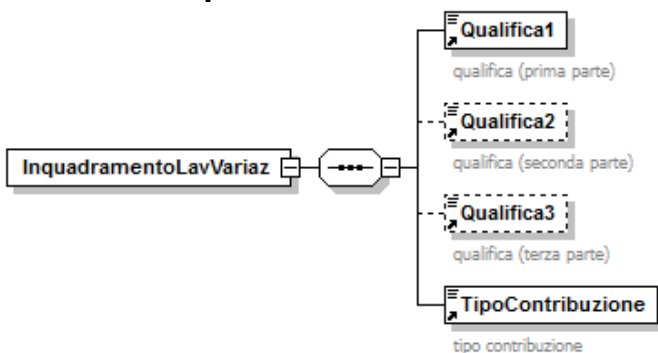 Qualifica1
qualifica (prima parte)
Qualifica2
qualifica (seconda parte)
InquadramentoLavVariaz
Qualifica3
qualifica (terza parte)
TipoContribuzione
tipo contribuzione